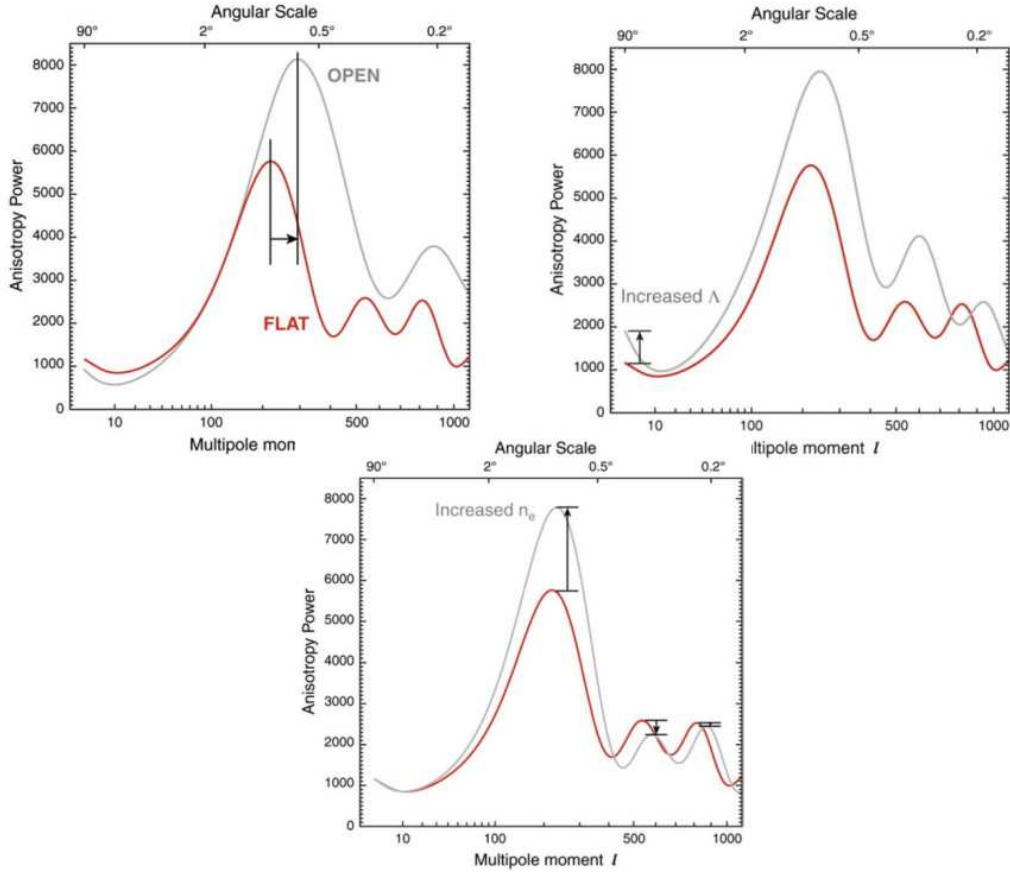 Angular Scale
90° 2° 0.5° 0.2°
8000
7000
6000
5000
4000
3000
2000
1000
0
Anisotropy Power
OPEN
FLAT
10 100 500 1000
Multipole mon
Angular Scale
90° 2° 0.5° 0.2°
8000
7000
6000
5000
4000
3000
2000
1000
0
Anisotropy Power
Increased Λ
10 100 500 1000
ltipole moment l
Angular Scale
90° 2° 0.5° 0.2°
8000
7000
6000
5000
4000
3000
2000
1000
0
Anisotropy Power
Increased nₑ
10 100 500 1000
Multipole moment l